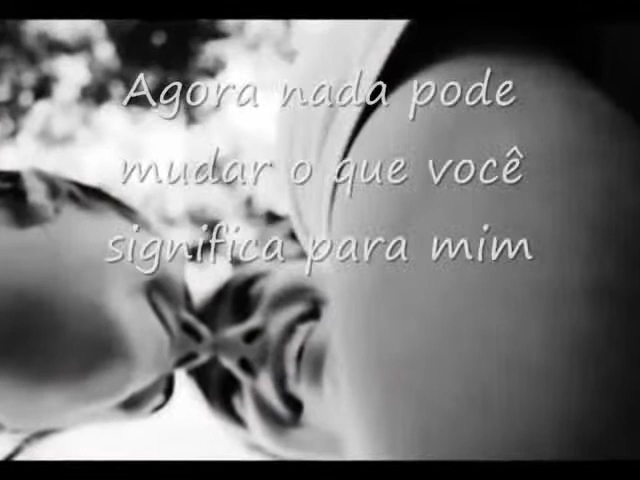 Agora nada pode
mudar o que você
significa para mim